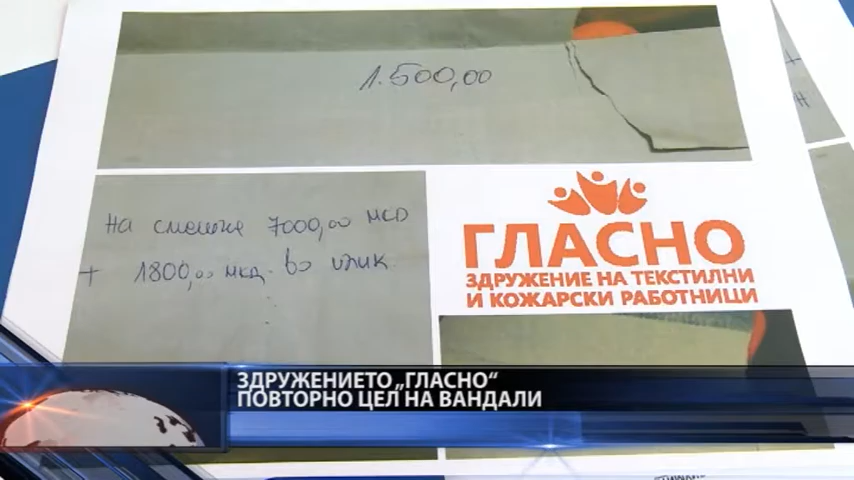 1.500,00
На сметка 7000,00 МКД
+ 1800,00 мкд. во плик
ГЛАСНО
ЗДРУЖЕНИЕ НА ТЕКСТИЛНИ
И КОЖАРСКИ РАБОТНИЦИ
ЗДРУЖЕНИЕТО „ГЛАСНО“
ПОВТОРНО ЦЕЛ НА ВАНДАЛИ